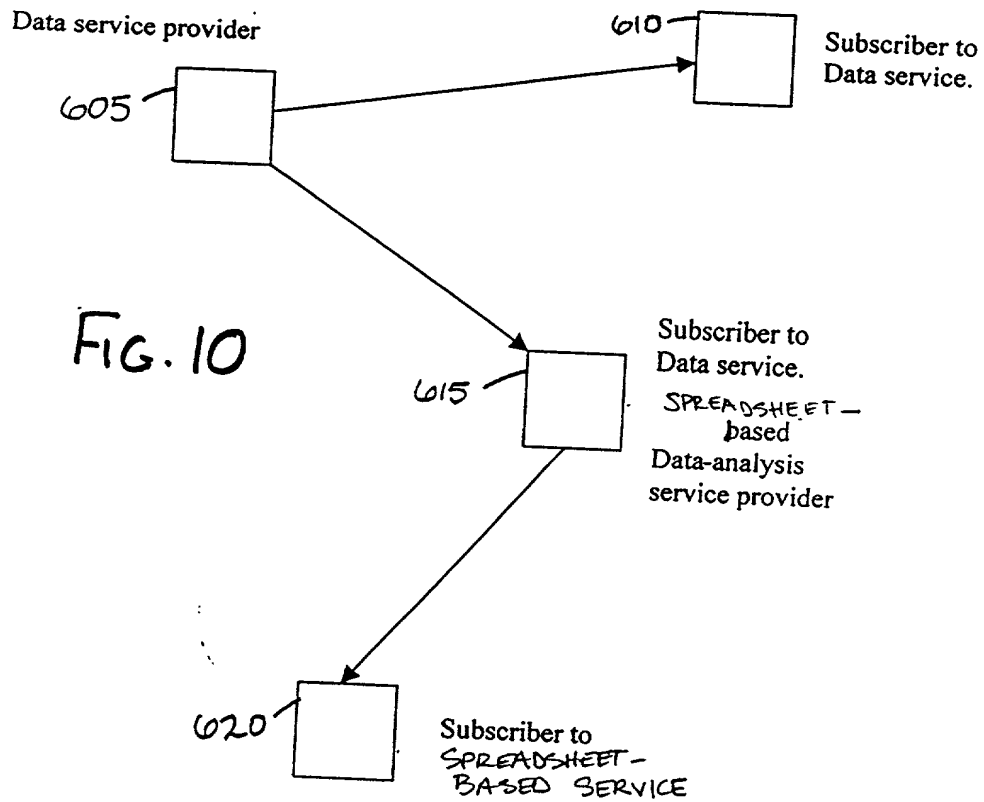 Data service provider
610
Subscriber to
Data service.
605
FIG. 10
Subscriber to
Data service.
615
SPREADSHEET-
based
Data-analysis
service provider
620
Subscriber to
SPREADSHEET-
BASED SERVICE